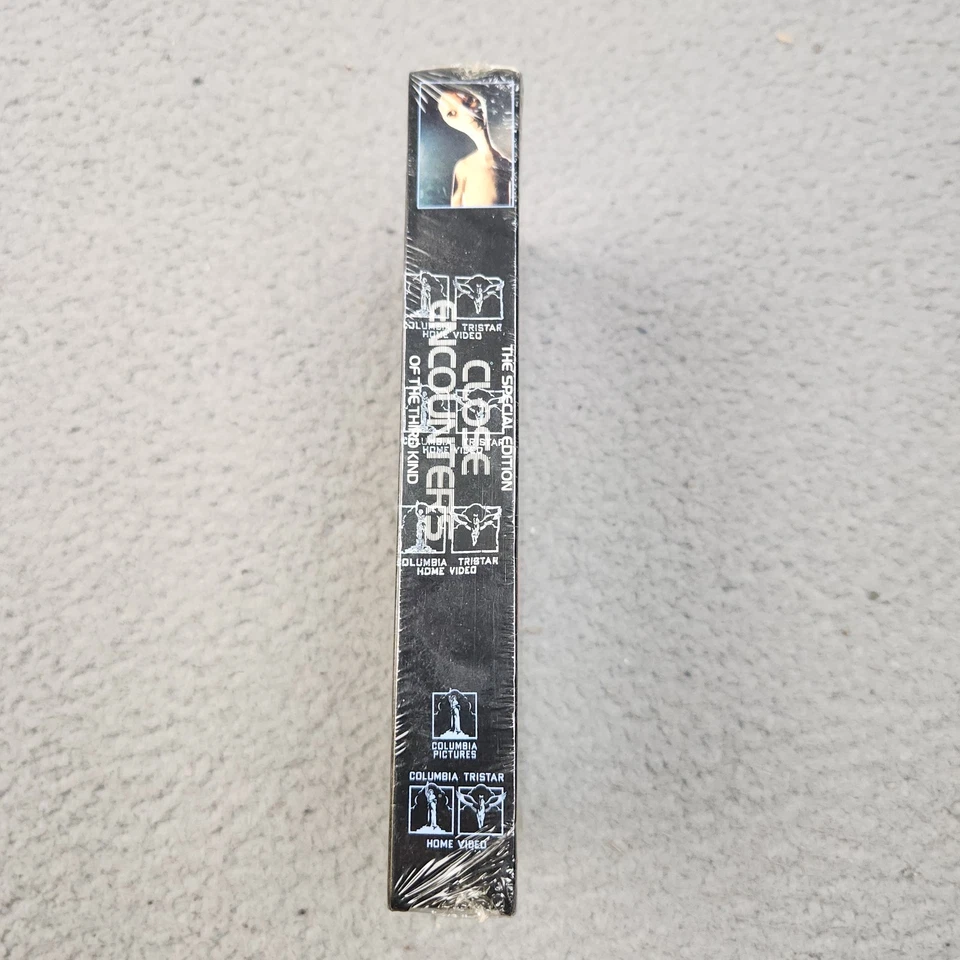 THE SPECIAL EDITION
CLOSE
ENCOUNTERS
OF THE THIRD KIND
COLUMBIA TRISTAR
HOME VIDEO
COLUMBIA TRISTAR
HOME VIDEO
COLUMBIA TRISTAR
HOME VIDEO
COLUMBIA
PICTURES
COLUMBIA TRISTAR
HOME VIDEO